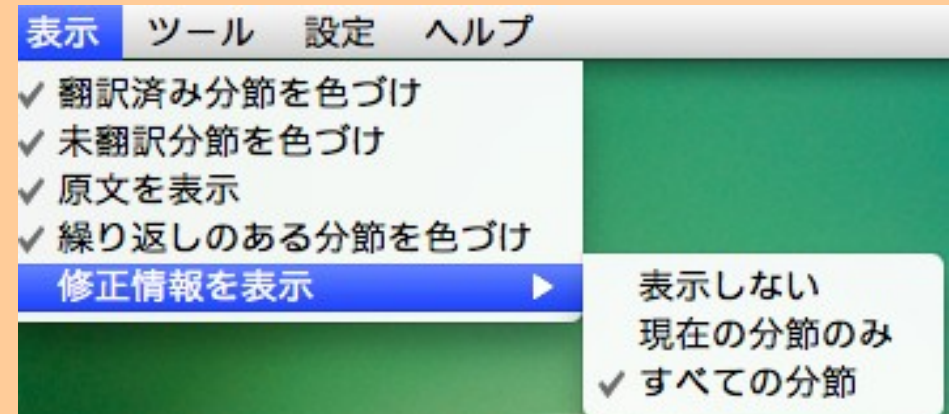 表示 ツール 設定 ヘルプ
✓ 翻訳済み分節を色づけ
✓ 未翻訳分節を色づけ
✓ 原文を表示
✓ 繰り返しのある分節を色づけ
修正情報を表示 ▶
表示しない
現在の分節のみ
✓ すべての分節